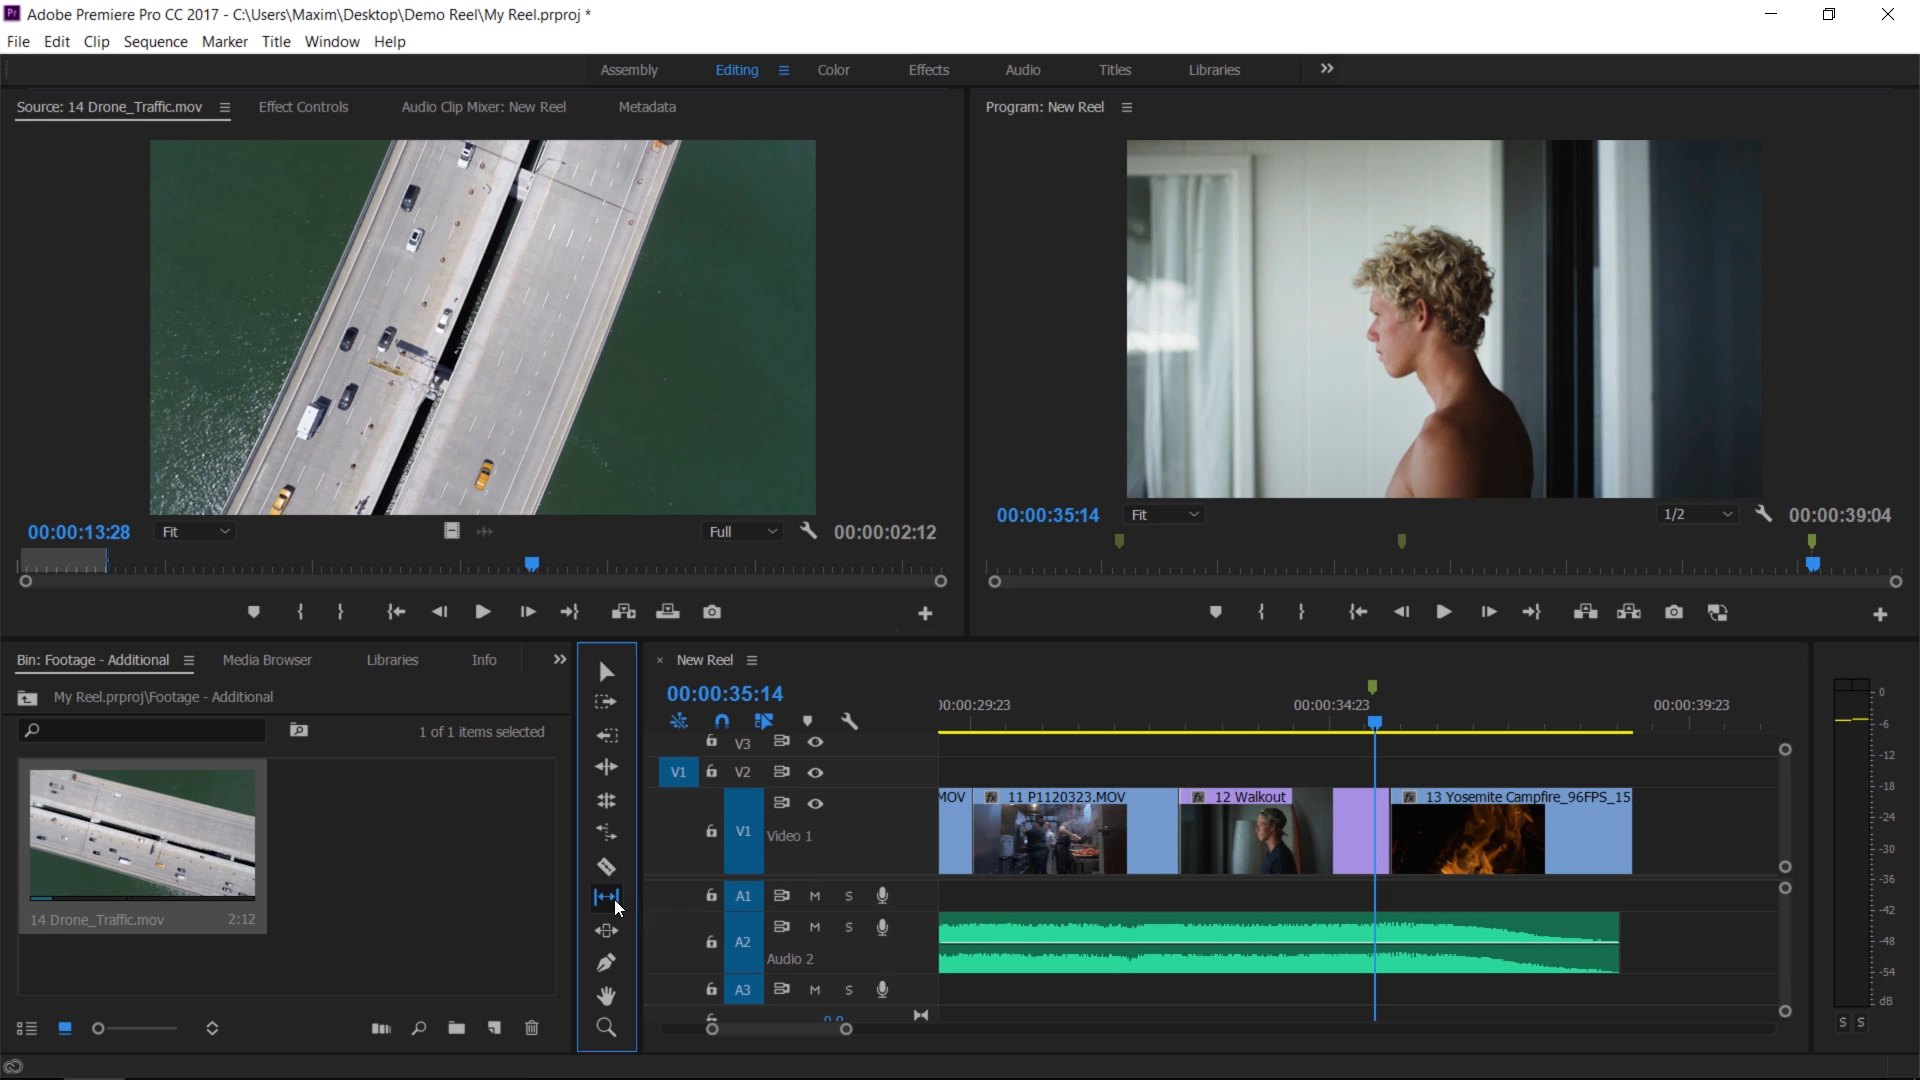 Pr Adobe Premiere Pro CC 2017 - C:\Users\Maxim\Desktop\Demo Reel\My Reel.prproj *
File Edit Clip Sequence Marker Title Window Help
Assembly Editing Color Effects Audio Titles Libraries
Source: 14 Drone_Traffic.mov Effect Controls Audio Clip Mixer: New Reel Metadata
Program: New Reel
00:00:13:28 Fit Full 00:00:02:12
00:00:35:14 Fit 1/2 00:00:39:04
Bin: Footage - Additional Media Browser Libraries Info
My Reel.prproj\Footage - Additional
1 of 1 items selected
14 Drone_Traffic.mov 2:12
× New Reel
00:00:35:14
00:00:29:23 00:00:34:23 00:00:39:23
V3
V1 V2
V1 Video 1
MOV fx 11 P1120323.MOV fx 12 Walkout fx 13 Yosemite Campfire_96FPS_15
A1 M S
A2 M S
Audio 2
A3 M S
0.0
0
-6
-12
-18
-24
-30
-36
-42
-48
-54
dB
S S